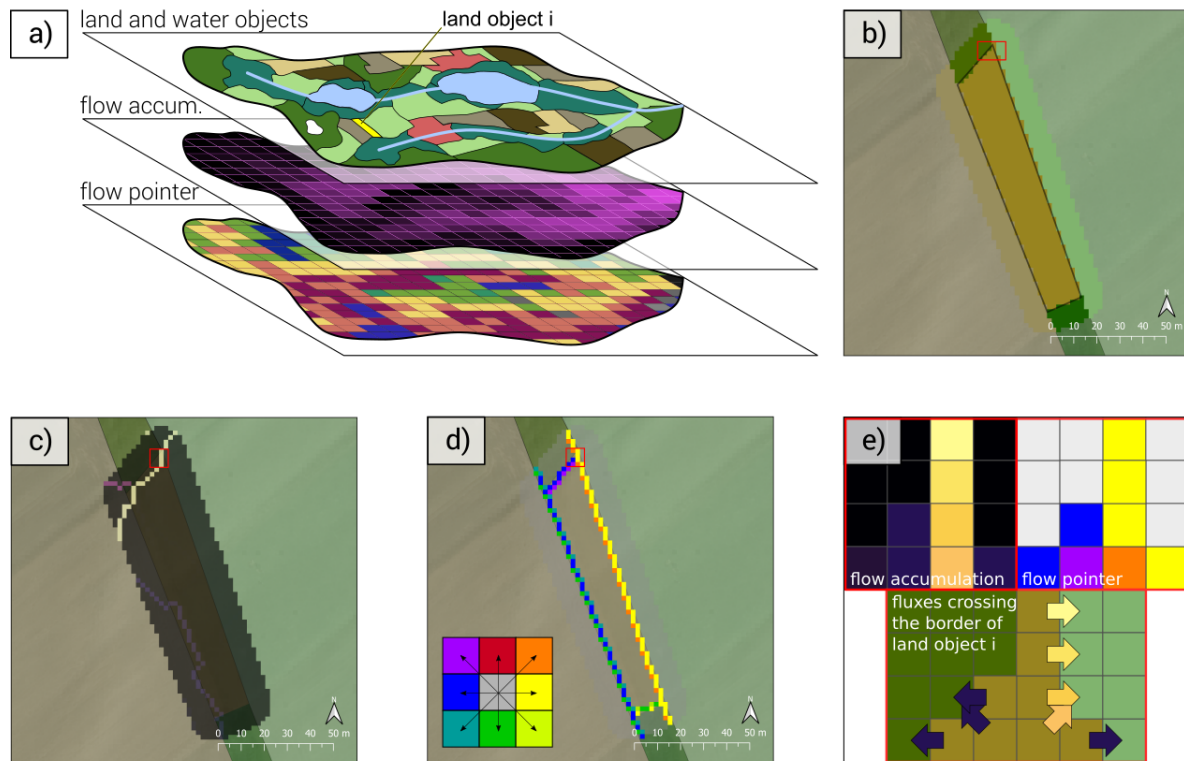 a)
land and water objects
land object i
flow accum.
flow pointer
b)
N
0 10 20 30 40 50 m
c)
N
0 10 20 30 40 50 m
d)
N
0 10 20 30 40 50 m
e)
flow accumulation
flow pointer
fluxes crossing
the border of
land object i